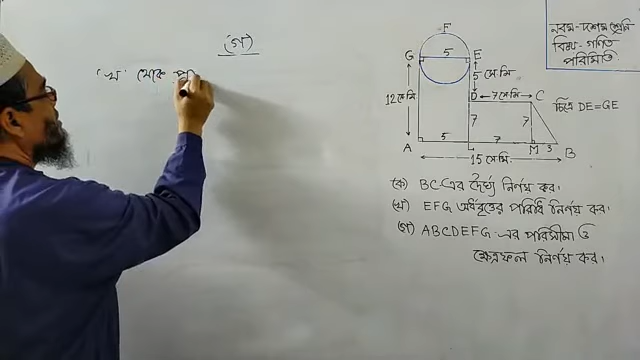 (গ)
'খ' থেকে পা
নবম-দশম শ্রেনি
বিষয়-গণিত
পরিমিতি
F
G 5 E
5 সে.মি
D ←7 সে.মি→ C
12 সে.মি
7 7
চিত্রে DE=GE
A 5 L 7 M 3 B
15 সে.মি.
(ক) BC এর দৈর্ঘ্য নির্ণয় কর।
(খ) EFG অর্ধবৃত্তের পরিধি নির্ণয় কর।
(গ) ABCDEFG এর পরিসীমা ও
ক্ষেত্রফল নির্ণয় কর।